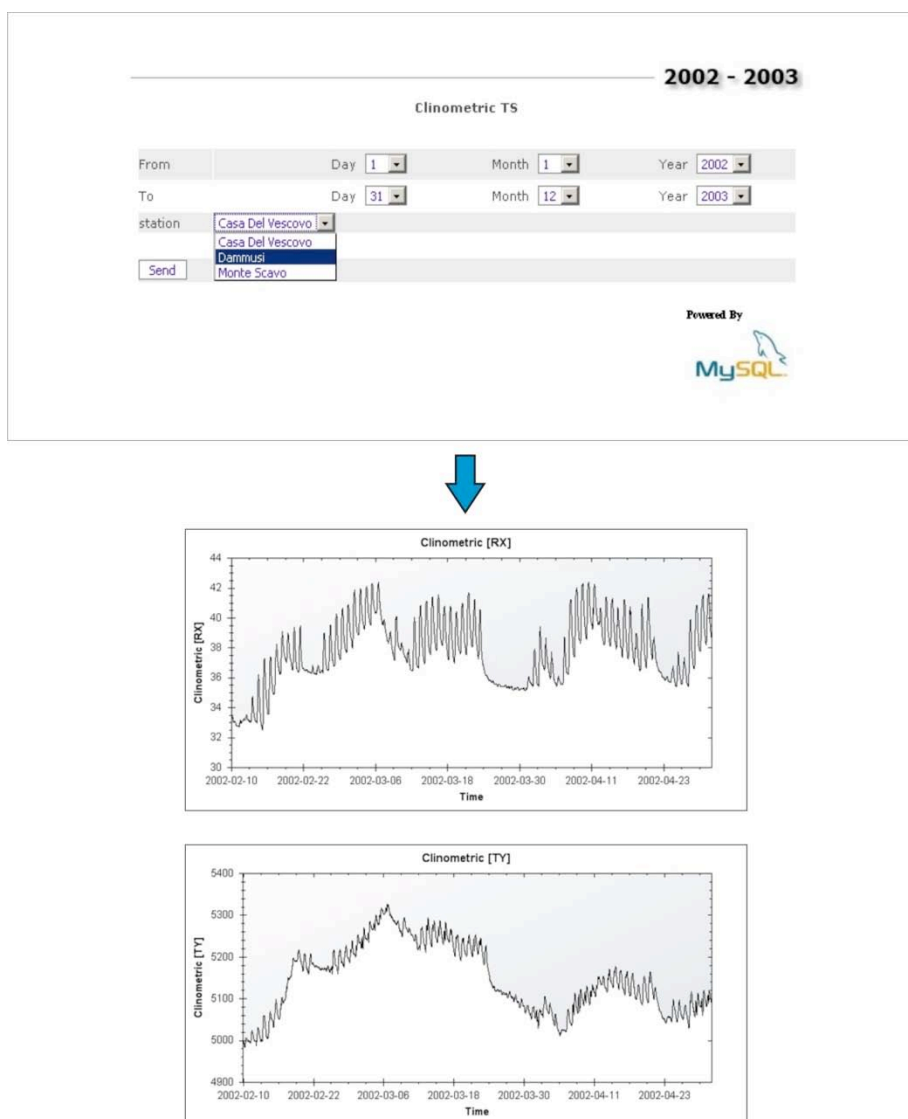 2002 - 2003
Clinometric TS
From Day 1 Month 1 Year 2002
To Day 31 Month 12 Year 2003
station Casa Del Vescovo
Casa Del Vescovo
Dammusi
Send Monte Scavo
Powered By
MySQL
Clinometric [RX]
44
42
40
38
36
34
32
30
Clinometric [RX]
2002-02-10 2002-02-22 2002-03-06 2002-03-18 2002-03-30 2002-04-11 2002-04-23
Time
Clinometric [TY]
5400
5300
5200
5100
5000
4900
Clinometric [TY]
2002-02-10 2002-02-22 2002-03-06 2002-03-18 2002-03-30 2002-04-11 2002-04-23
Time